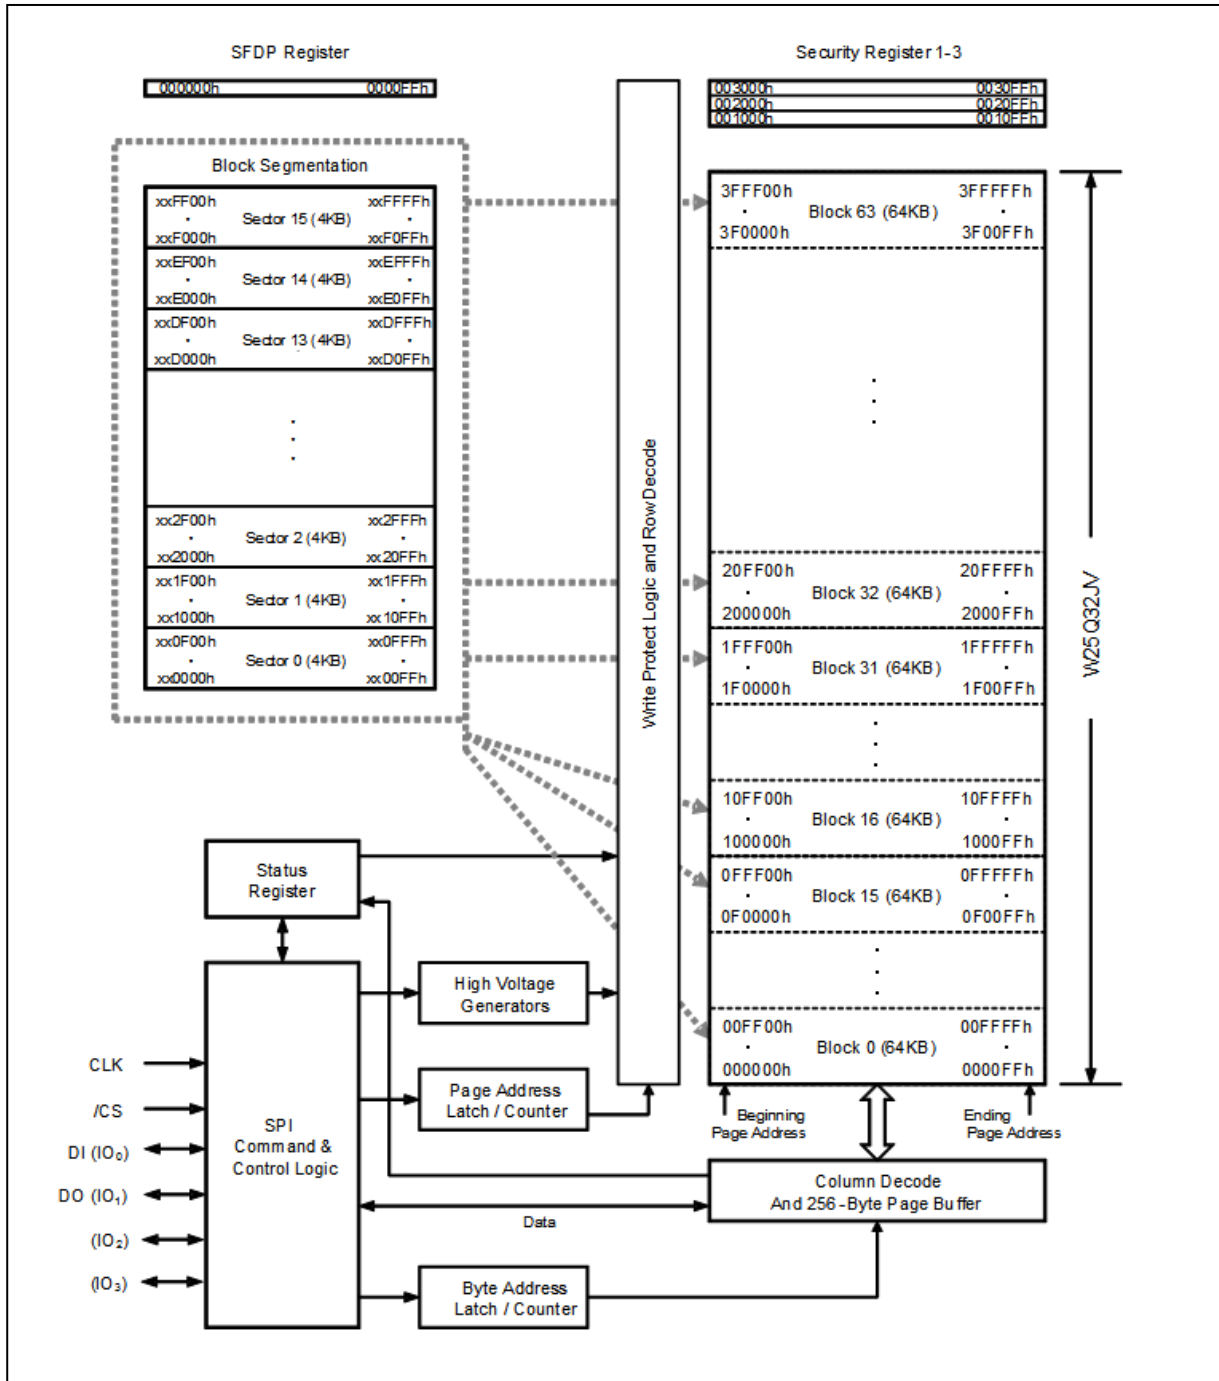 SFDP Register
000000h 0000FFh
Security Register 1-3
003000h 0030FFh
002000h 0020FFh
001000h 0010FFh
Block Segmentation
xxFF00h xxFFFFh
Sector 15 (4KB)
xxF000h xxF0FFh
xxEF00h xxEFFFh
Sector 14 (4KB)
xxE000h xxE0FFh
xxDF00h xxDFFFh
Sector 13 (4KB)
xxD000h xxD0FFh
xx2F00h xx2FFFh
Sector 2 (4KB)
xx2000h xx20FFh
xx1F00h xx1FFFh
Sector 1 (4KB)
xx1000h xx10FFh
xx0F00h xx0FFFh
Sector 0 (4KB)
xx0000h xx00FFh
Write Protect Logic and Row Decode
3FFF00h 3FFFFFh
Block 63 (64KB)
3F0000h 3F00FFh
20FF00h 20FFFFh
Block 32 (64KB)
200000h 2000FFh
1FFF00h 1FFFFFh
Block 31 (64KB)
1F0000h 1F00FFh
10FF00h 10FFFFh
Block 16 (64KB)
100000h 1000FFh
0FFF00h 0FFFFFh
Block 15 (64KB)
0F0000h 0F00FFh
00FF00h 00FFFFh
Block 0 (64KB)
000000h 0000FFh
W25Q32JV
Beginning
Page Address
Ending
Page Address
Status
Register
High Voltage
Generators
Page Address
Latch / Counter
SPI
Command &
Control Logic
CLK
/CS
DI (IO₀)
DO (IO₁)
(IO₂)
(IO₃)
Column Decode
And 256-Byte Page Buffer
Data
Byte Address
Latch / Counter